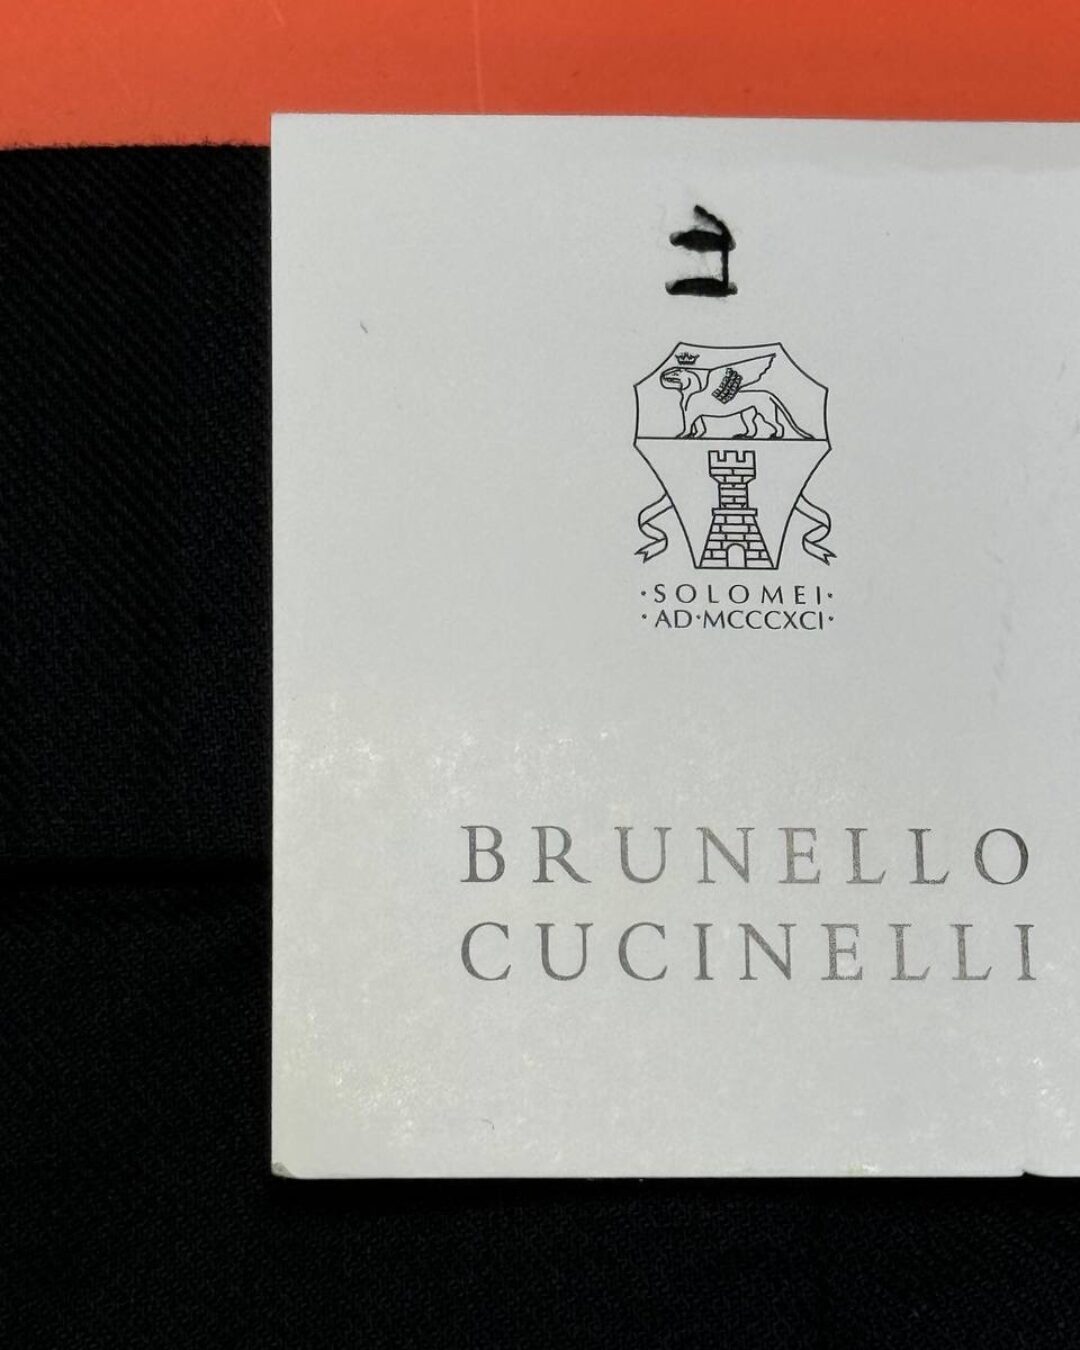 ·SOLOMEI·
·AD·MCCCXCI·
BRUNELLO
CUCINELLI